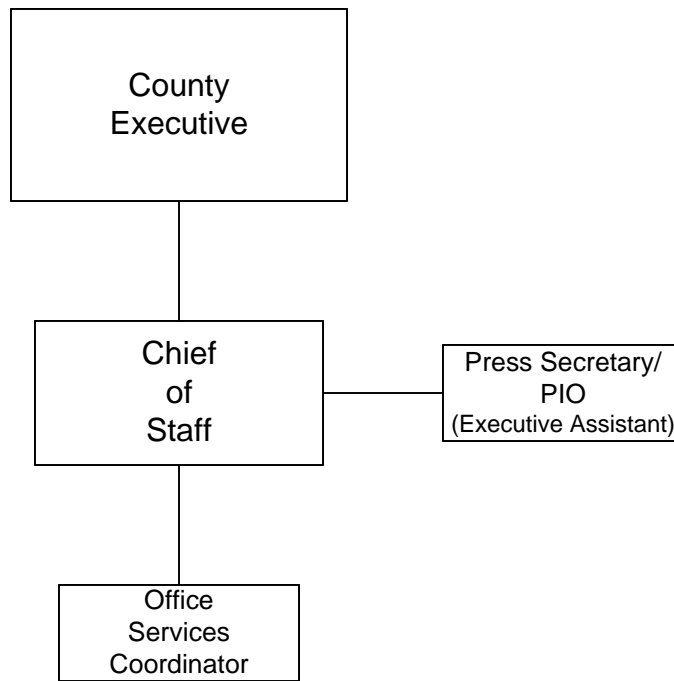 County
Executive
Chief
of
Staff
Press Secretary/
PIO
(Executive Assistant)
Office
Services
Coordinator